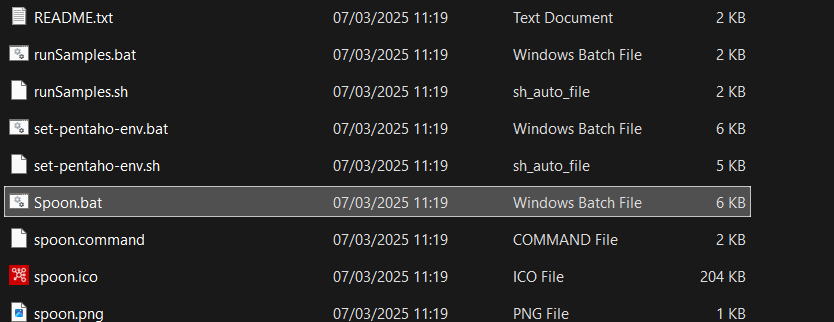 README.txt 07/03/2025 11:19 Text Document 2 KB
runSamples.bat 07/03/2025 11:19 Windows Batch File 2 KB
runSamples.sh 07/03/2025 11:19 sh_auto_file 2 KB
set-pentaho-env.bat 07/03/2025 11:19 Windows Batch File 6 KB
set-pentaho-env.sh 07/03/2025 11:19 sh_auto_file 5 KB
Spoon.bat 07/03/2025 11:19 Windows Batch File 6 KB
spoon.command 07/03/2025 11:19 COMMAND File 2 KB
spoon.ico 07/03/2025 11:19 ICO File 204 KB
spoon.png 07/03/2025 11:19 PNG File 1 KB